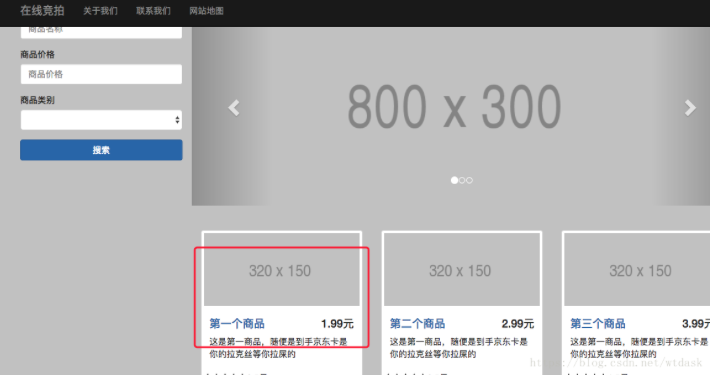 在线竞拍 关于我们 联系我们 网站地图
商品名称
商品价格
商品价格
商品类别
搜索
800 x 300
320 x 150 320 x 150 320 x 150
第一个商品 1.99元 第二个商品 2.99元 第三个商品 3.99元
这是第一商品，随便是到手京东卡是 这是第一商品，随便是到手京东卡是 这是第一商品，随便是到手京东
你的拉克丝等你拉屎的 你的拉克丝等你拉屎的 你的拉克丝等你拉屎的
https://blog.csdn.net/wtdask